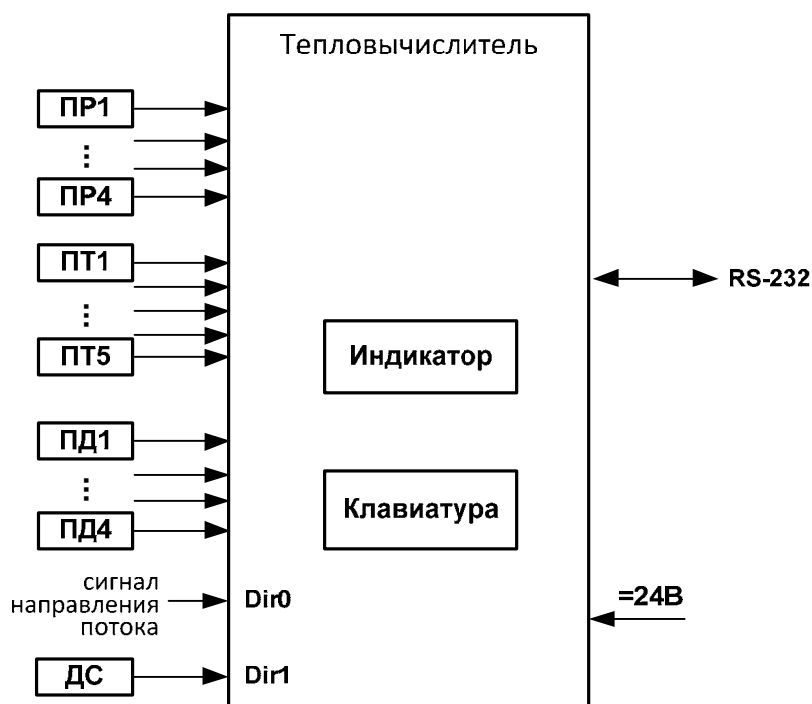 Тепловычислитель
ПР1
ПР4
ПТ1
ПТ5
ПД1
ПД4
сигнал
направления
потока
ДС
Dir0
Dir1
Индикатор
Клавиатура
RS-232
=24В